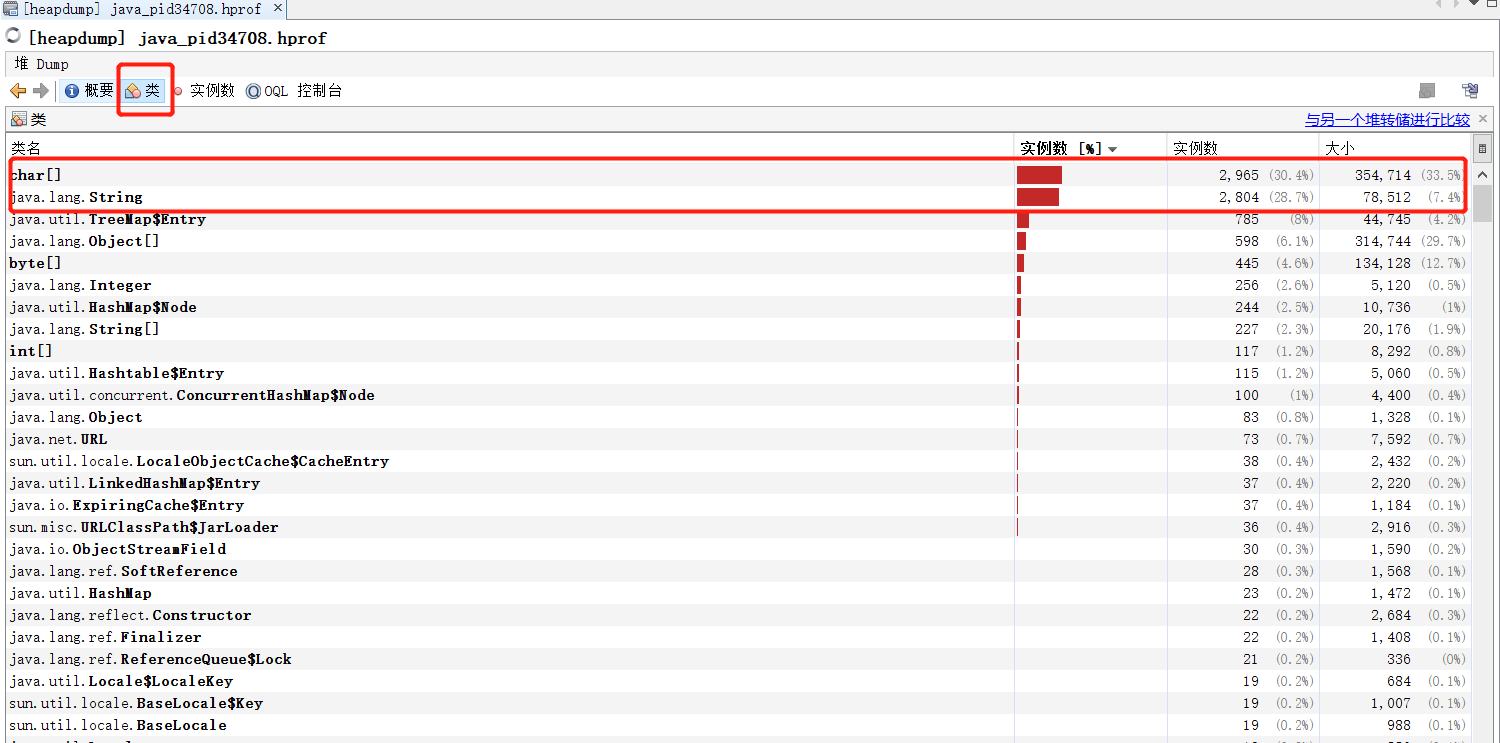 [heapdump] java_pid34708.hprof ×
[heapdump] java_pid34708.hprof
堆 Dump
概要 类 实例数 OQL 控制台
类 与另一个堆转储进行比较 ×
类名 实例数 [%] 实例数 大小
char[] 2,965 (30.4%) 354,714 (33.5%)
java.lang.String 2,804 (28.7%) 78,512 (7.4%)
java.util.TreeMap$Entry 785 (8%) 44,745 (4.2%)
java.lang.Object[] 598 (6.1%) 314,744 (29.7%)
byte[] 445 (4.6%) 134,128 (12.7%)
java.lang.Integer 256 (2.6%) 5,120 (0.5%)
java.util.HashMap$Node 244 (2.5%) 10,736 (1%)
java.lang.String[] 227 (2.3%) 20,176 (1.9%)
int[] 117 (1.2%) 8,292 (0.8%)
java.util.Hashtable$Entry 115 (1.2%) 5,060 (0.5%)
java.util.concurrent.ConcurrentHashMap$Node 100 (1%) 4,400 (0.4%)
java.lang.Object 83 (0.8%) 1,328 (0.1%)
java.net.URL 73 (0.7%) 7,592 (0.7%)
sun.util.locale.LocaleObjectCache$CacheEntry 38 (0.4%) 2,432 (0.2%)
java.util.LinkedHashMap$Entry 37 (0.4%) 2,220 (0.2%)
java.io.ExpiringCache$Entry 37 (0.4%) 1,184 (0.1%)
sun.misc.URLClassPath$JarLoader 36 (0.4%) 2,916 (0.3%)
java.io.ObjectStreamField 30 (0.3%) 1,590 (0.2%)
java.lang.ref.SoftReference 28 (0.3%) 1,568 (0.1%)
java.util.HashMap 23 (0.2%) 1,472 (0.1%)
java.lang.reflect.Constructor 22 (0.2%) 2,684 (0.3%)
java.lang.ref.Finalizer 22 (0.2%) 1,408 (0.1%)
java.lang.ref.ReferenceQueue$Lock 21 (0.2%) 336 (0%)
java.util.Locale$LocaleKey 19 (0.2%) 684 (0.1%)
sun.util.locale.BaseLocale$Key 19 (0.2%) 1,007 (0.1%)
sun.util.locale.BaseLocale 19 (0.2%) 988 (0.1%)